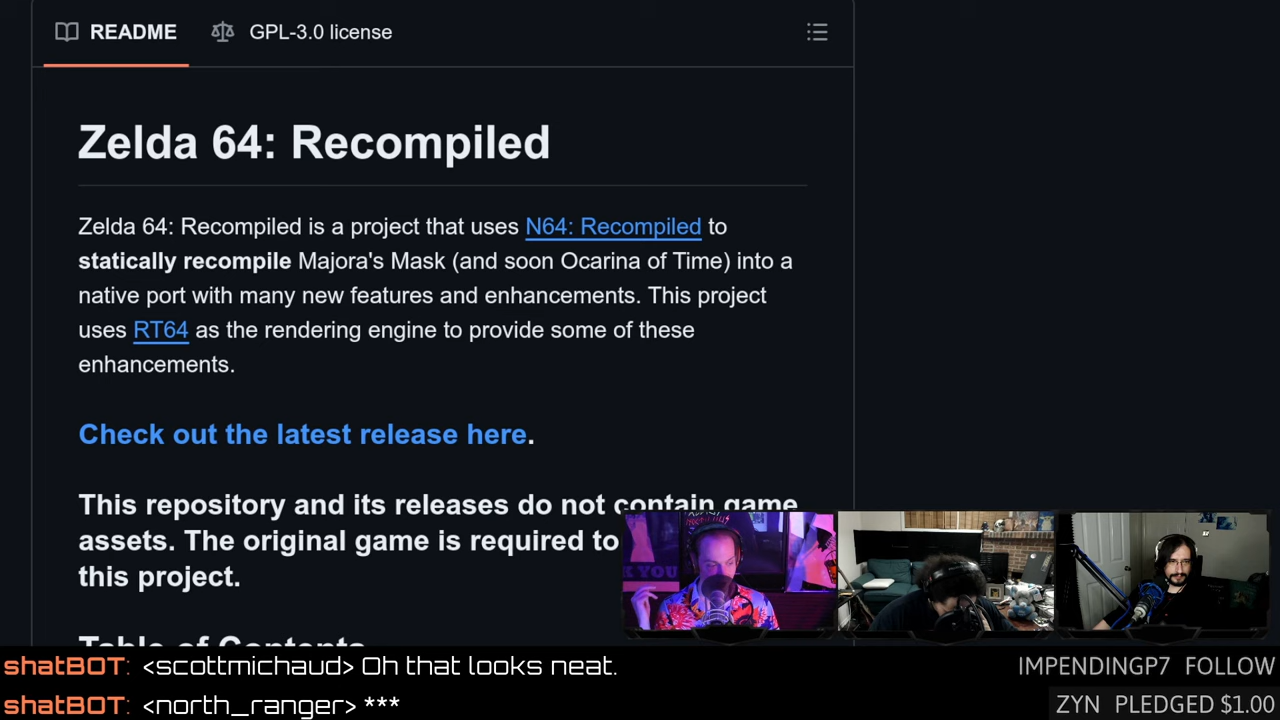 README
GPL-3.0 license
Zelda 64: Recompiled
Zelda 64: Recompiled is a project that uses N64: Recompiled to
statically recompile Majora's Mask (and soon Ocarina of Time) into a
native port with many new features and enhancements. This project
uses RT64 as the rendering engine to provide some of these
enhancements.
Check out the latest release here.
This repository and its releases do not contain game
assets. The original game is required to
this project.
Table of Contents
K YOU
shatBOT: <scottmichaud> Oh that looks neat.
IMPENDINGP7 FOLLOW
shatBOT: <north_ranger> ***
ZYN PLEDGED $1.00